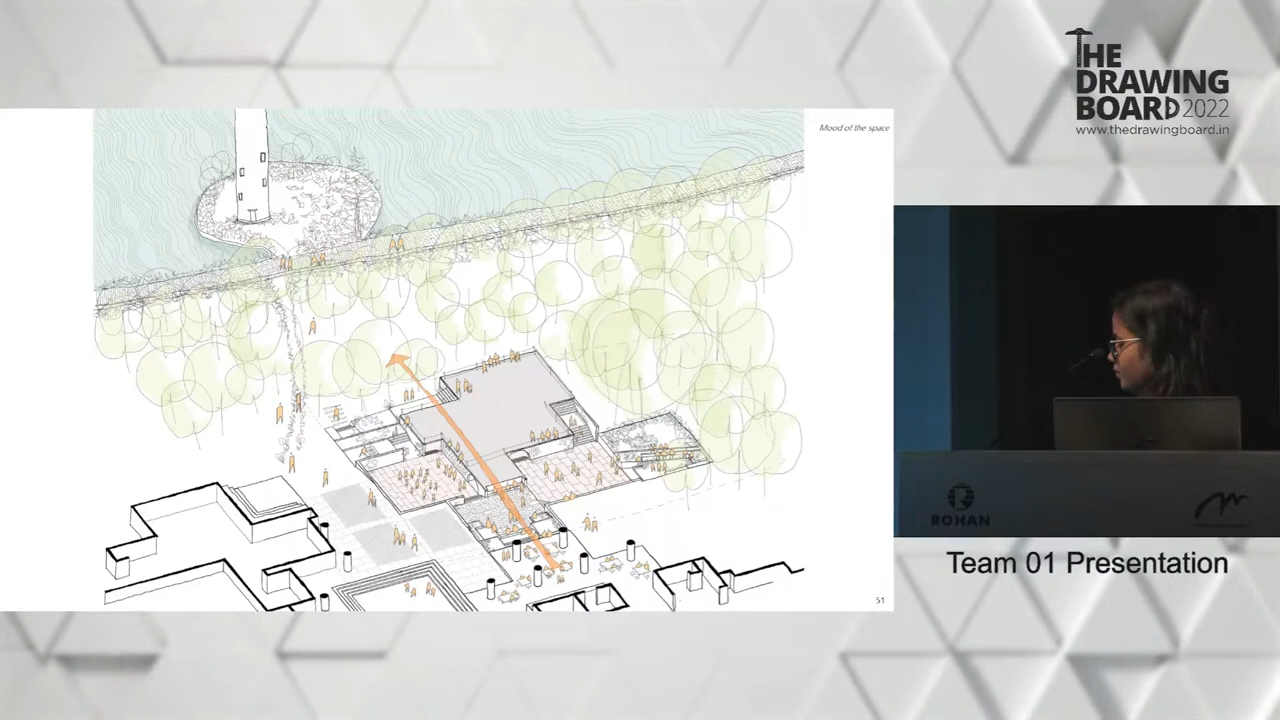 THE
DRAWING
BOARD 2022
www.thedrawingboard.in
Mood of the space
ROHAN
Team 01 Presentation
51